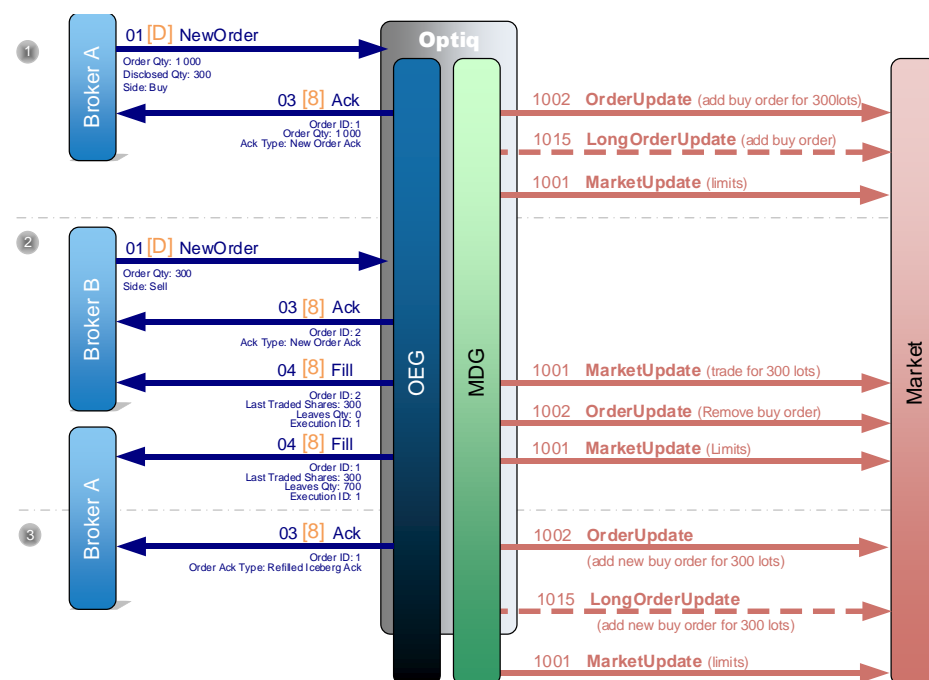 1
Broker A
01 [D] NewOrder
Order Qty: 1 000
Disclosed Qty: 300
Side: Buy
03 [8] Ack
Order ID: 1
Order Qty: 1 000
Ack Type: New Order Ack
Optiq
OEG
MDG
Market
1002 OrderUpdate (add buy order for 300lots)
1015 LongOrderUpdate (add buy order)
1001 MarketUpdate (limits)
2
Broker B
01 [D] NewOrder
Order Qty: 300
Side: Sell
03 [8] Ack
Order ID: 2
Ack Type: New Order Ack
04 [8] Fill
Order ID: 2
Last Traded Shares: 300
Leaves Qty: 0
Execution ID: 1
Broker A
04 [8] Fill
Order ID: 1
Last Traded Shares: 300
Leaves Qty: 700
Execution ID: 1
1001 MarketUpdate (trade for 300 lots)
1002 OrderUpdate (Remove buy order)
1001 MarketUpdate (Limits)
3
03 [8] Ack
Order ID: 1
Order Ack Type: Refilled Iceberg Ack
1002 OrderUpdate
(add new buy order for 300 lots)
1015 LongOrderUpdate
(add new buy order for 300 lots)
1001 MarketUpdate (limits)